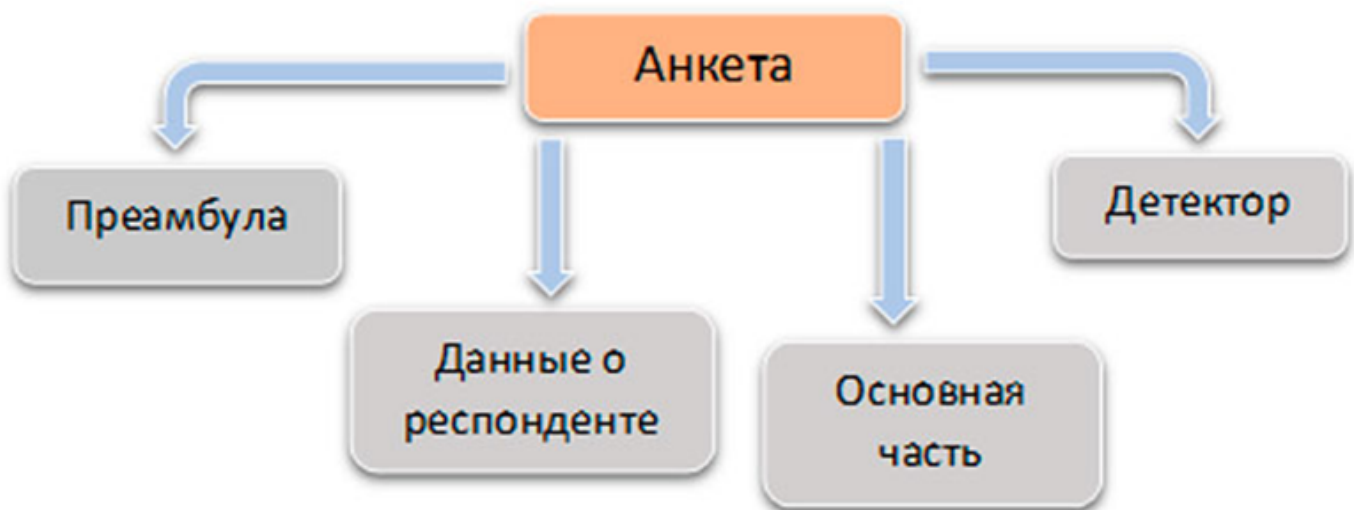 Анкета
Преамбула
Данные о
респонденте
Основная
часть
Детектор